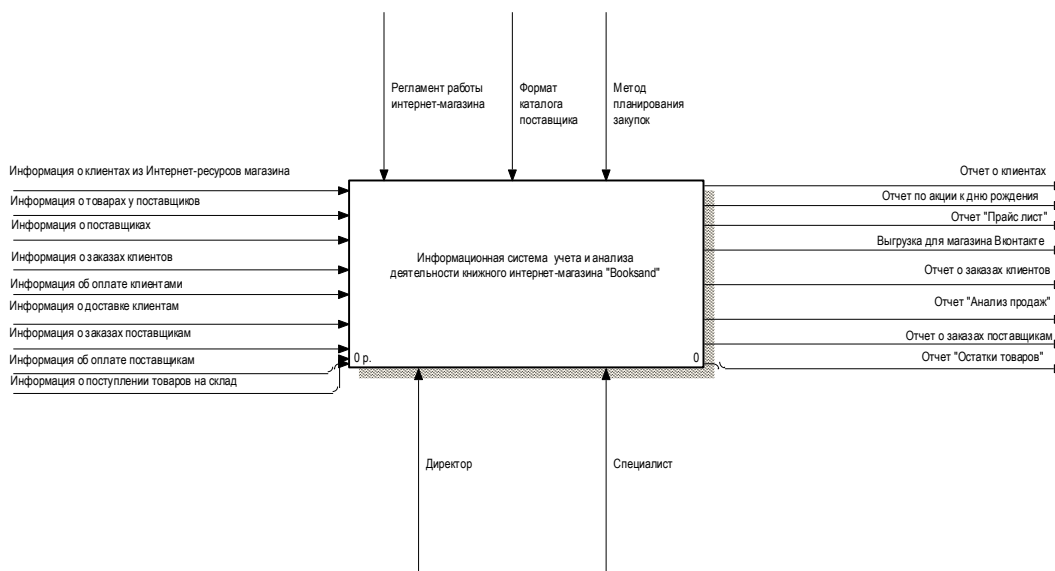 Регламент работы
интернет-магазина
Формат
каталога
поставщика
Метод
планирования
закупок
Информация о клиентах из Интернет-ресурсов магазина
Информация о товарах у поставщиков
Информация о поставщиках
Информация о заказах клиентов
Информация об оплате клиентами
Информация о доставке клиентам
Информация о заказах поставщикам
Информация об оплате поставщикам
Информация о поступлении товаров на склад
Информационная система учета и анализа
деятельности книжного интернет-магазина "Booksand"
0 р.
0
Отчет о клиентах
Отчет по акции к дню рождения
Отчет "Прайс лист"
Выгрузка для магазина Вконтакте
Отчет о заказах клиентов
Отчет "Анализ продаж"
Отчет о заказах поставщикам
Отчет "Остатки товаров"
Директор
Специалист